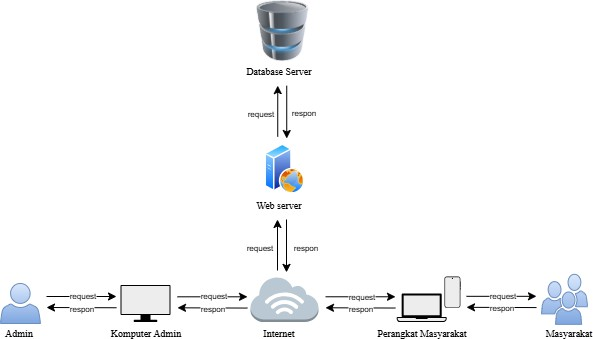 Database Server
request
respon
Web server
request
respon
request
respon
request
respon
request
respon
request
respon
Admin
Komputer Admin
Internet
Perangkat Masyarakat
Masyarakat